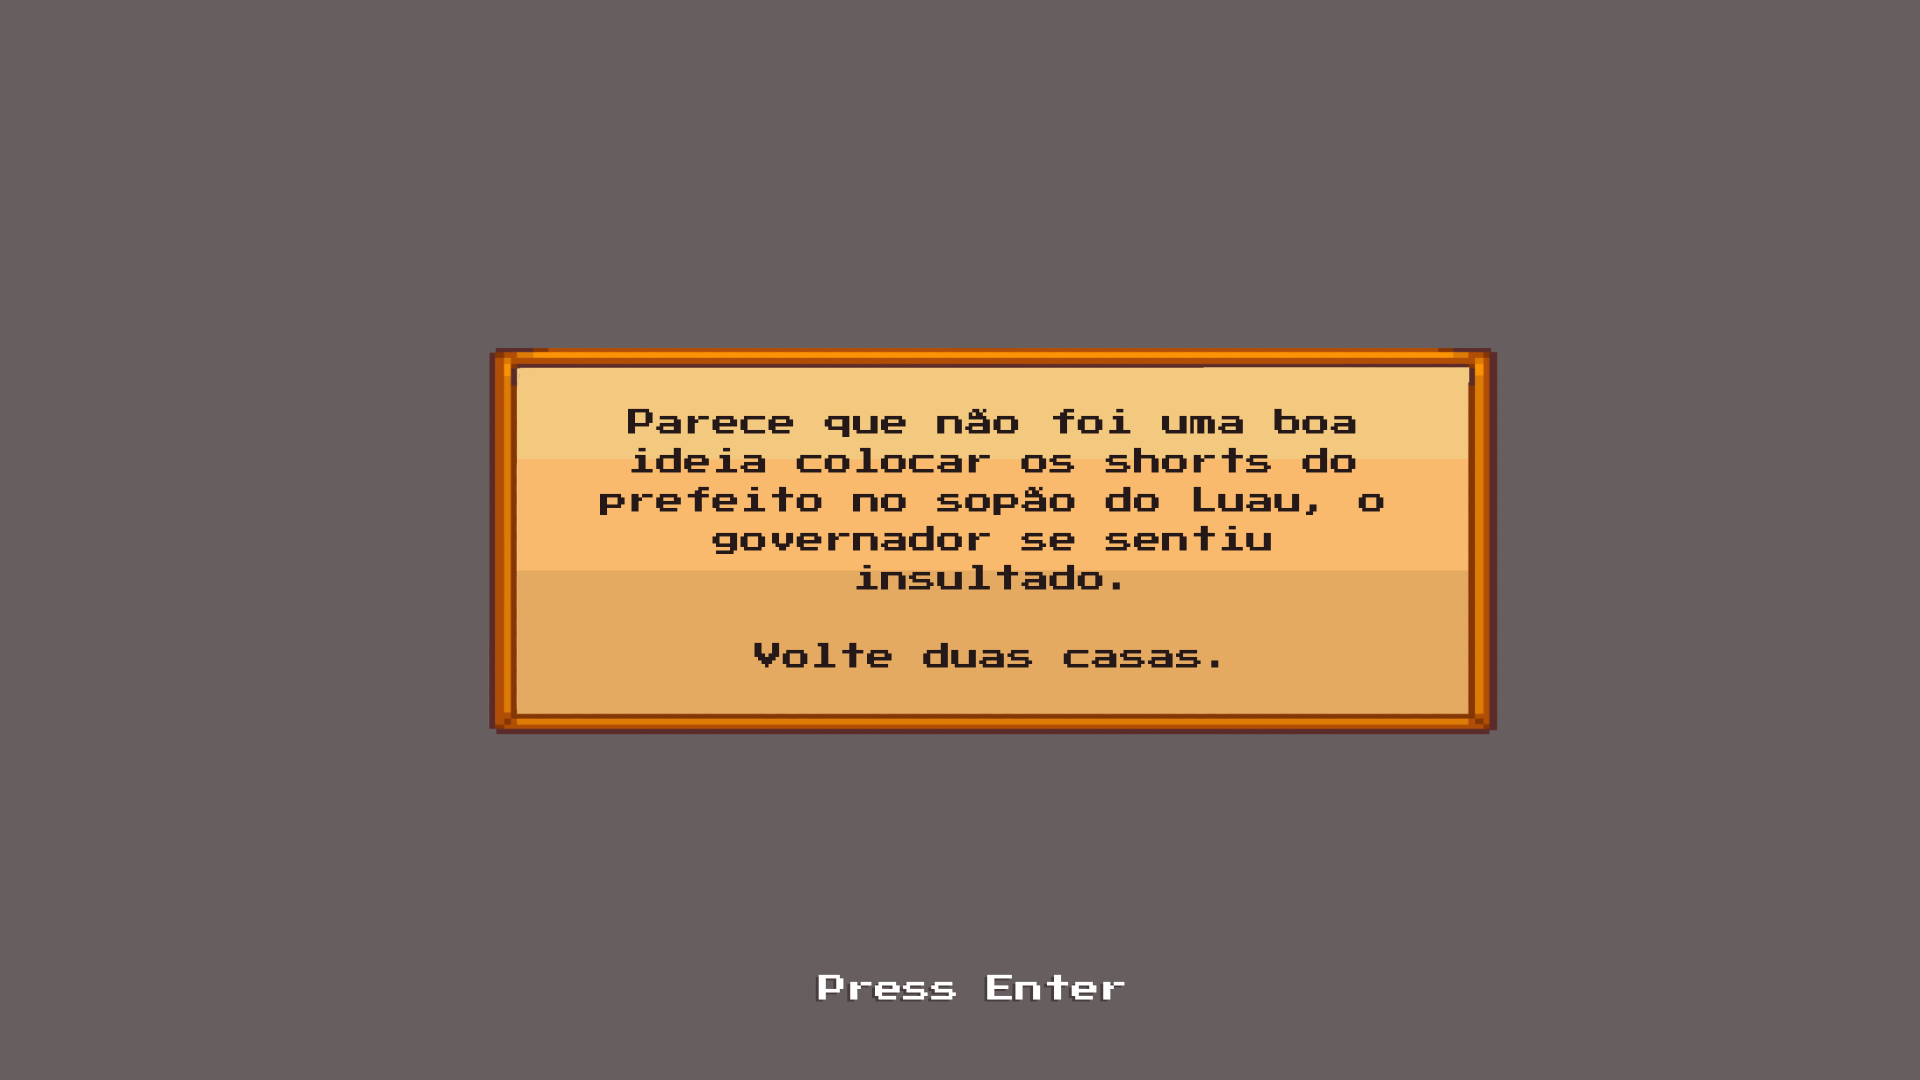 Parece que não foi uma boa
ideia colocar os shorts do
prefeito no sopão do Luau, o
governador se sentiu
insultado.
Volte duas casas.
Press Enter